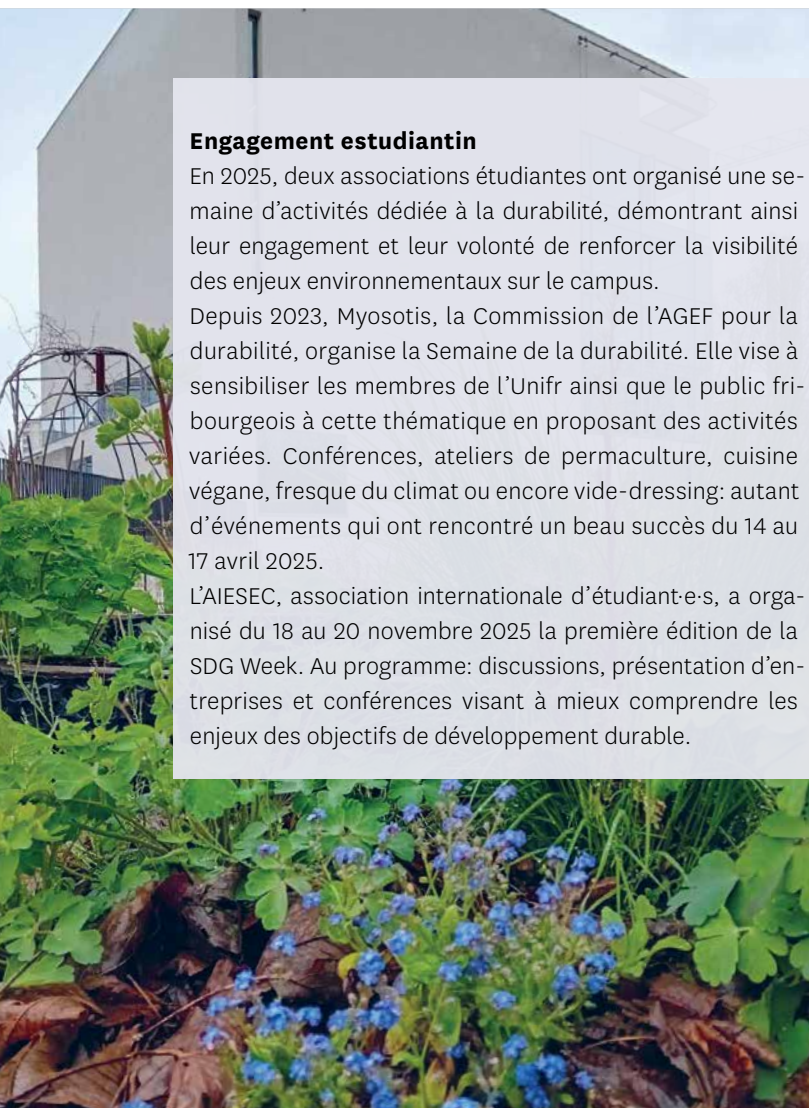 Engagement estudiantin
En 2025, deux associations étudiantes ont organisé une se-
maine d’activités dédiée à la durabilité, démontrant ainsi
leur engagement et leur volonté de renforcer la visibilité
des enjeux environnementaux sur le campus.
Depuis 2023, Myosotis, la Commission de l’AGEF pour la
durabilité, organise la Semaine de la durabilité. Elle vise à
sensibiliser les membres de l’Unifr ainsi que le public fri-
bourgeois à cette thématique en proposant des activités
variées. Conférences, ateliers de permaculture, cuisine
végane, fresque du climat ou encore vide-dressing: autant
d’événements qui ont rencontré un beau succès du 14 au
17 avril 2025.
L’AIESEC, association internationale d’étudiant·e·s, a orga-
nisé du 18 au 20 novembre 2025 la première édition de la
SDG Week. Au programme: discussions, présentation d’en-
treprises et conférences visant à mieux comprendre les
enjeux des objectifs de développement durable.